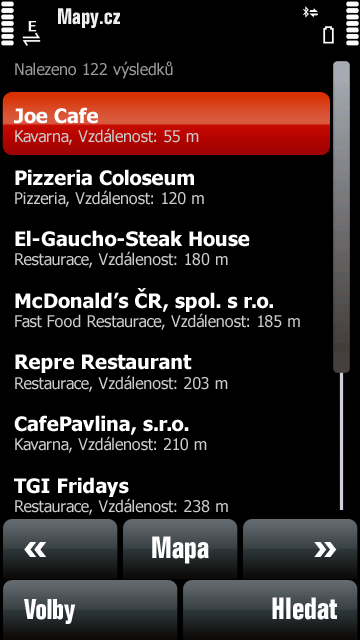 E
Mapy.cz
Nalezeno 122 výsledků
Joe Cafe
Kavarna, Vzdálenost: 55 m
Pizzeria Coloseum
Pizzeria, Vzdálenost: 120 m
El-Gaucho-Steak House
Restaurace, Vzdálenost: 180 m
McDonald's ČR, spol. s r.o.
Fast Food Restaurace, Vzdálenost: 185 m
Repre Restaurant
Restaurace, Vzdálenost: 203 m
CafePavlina, s.r.o.
Kavarna, Vzdálenost: 210 m
TGI Fridays
Restaurace, Vzdálenost: 238 m
« Mapa »
Volby Hledat